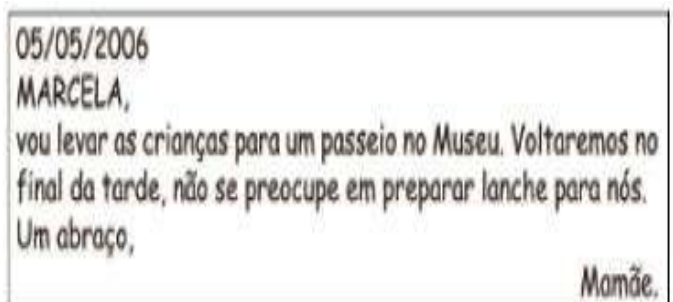 05/05/2006
MARCELA,
vou levar as crianças para um passeio no Museu. Voltaremos no
final da tarde, não se preocupe em preparar lanche para nós.
Um abraço,
Mamãe.